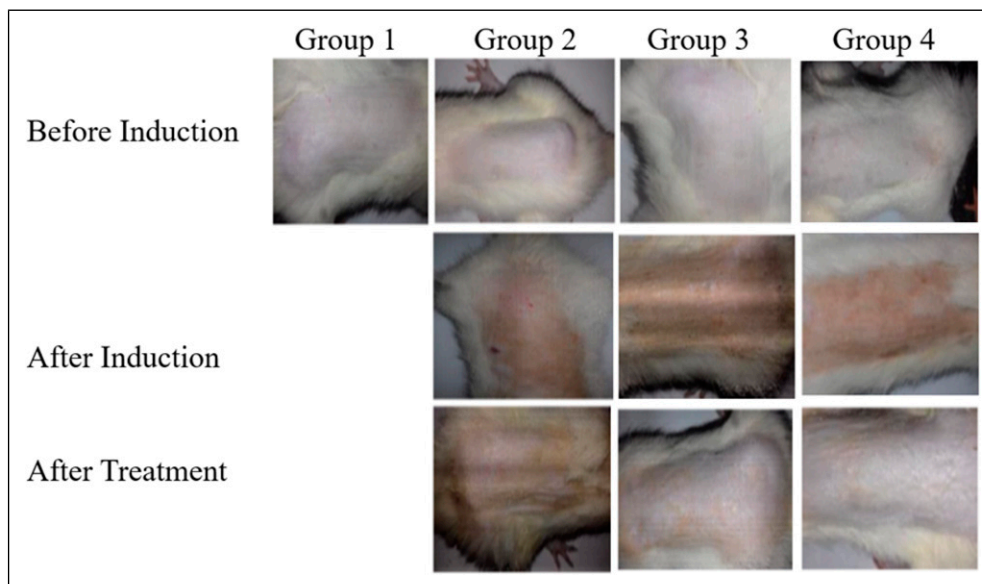 Group 1 Group 2 Group 3 Group 4
Before Induction
After Induction
After Treatment